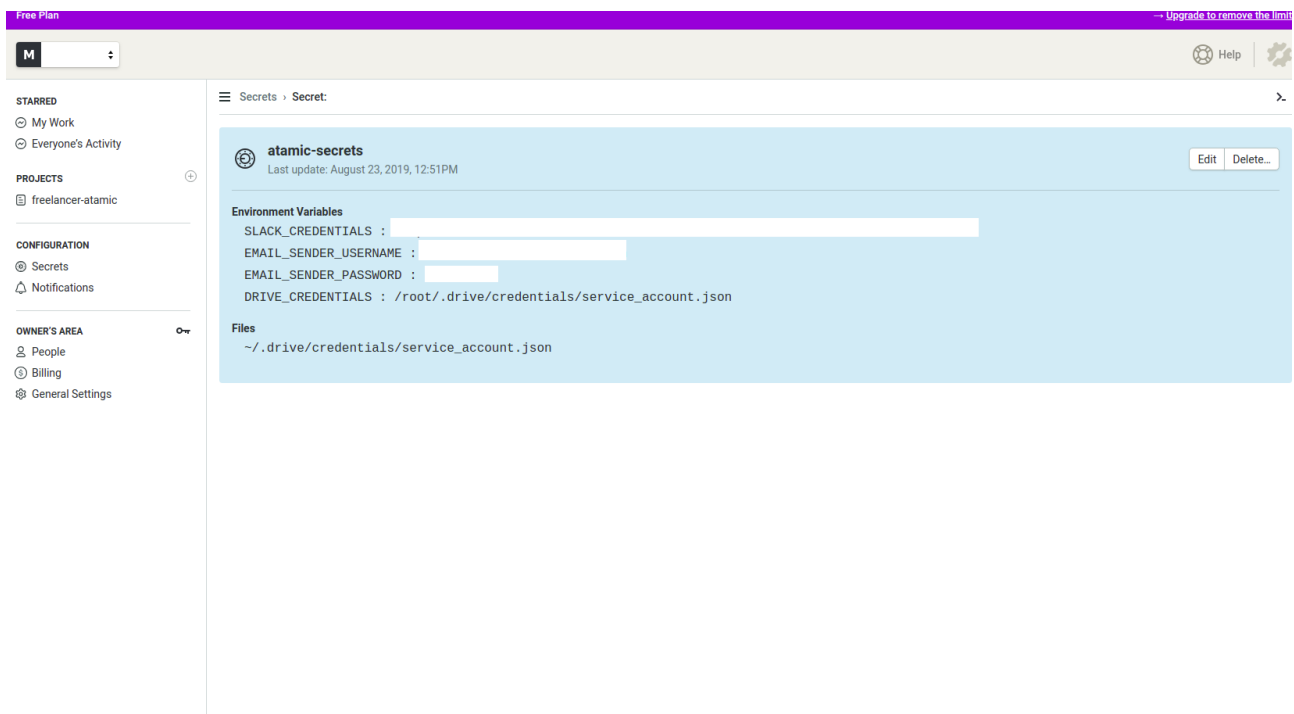 Free Plan
→ Upgrade to remove the limit
M
Help
STARRED
My Work
Everyone's Activity
PROJECTS
freelancer-atamic
CONFIGURATION
Secrets
Notifications
OWNER'S AREA
People
Billing
General Settings
Secrets › Secret:
atamic-secrets
Last update: August 23, 2019, 12:51PM
Edit
Delete...
Environment Variables
SLACK_CREDENTIALS :
EMAIL_SENDER_USERNAME :
EMAIL_SENDER_PASSWORD :
DRIVE_CREDENTIALS : /root/.drive/credentials/service_account.json
Files
~/.drive/credentials/service_account.json